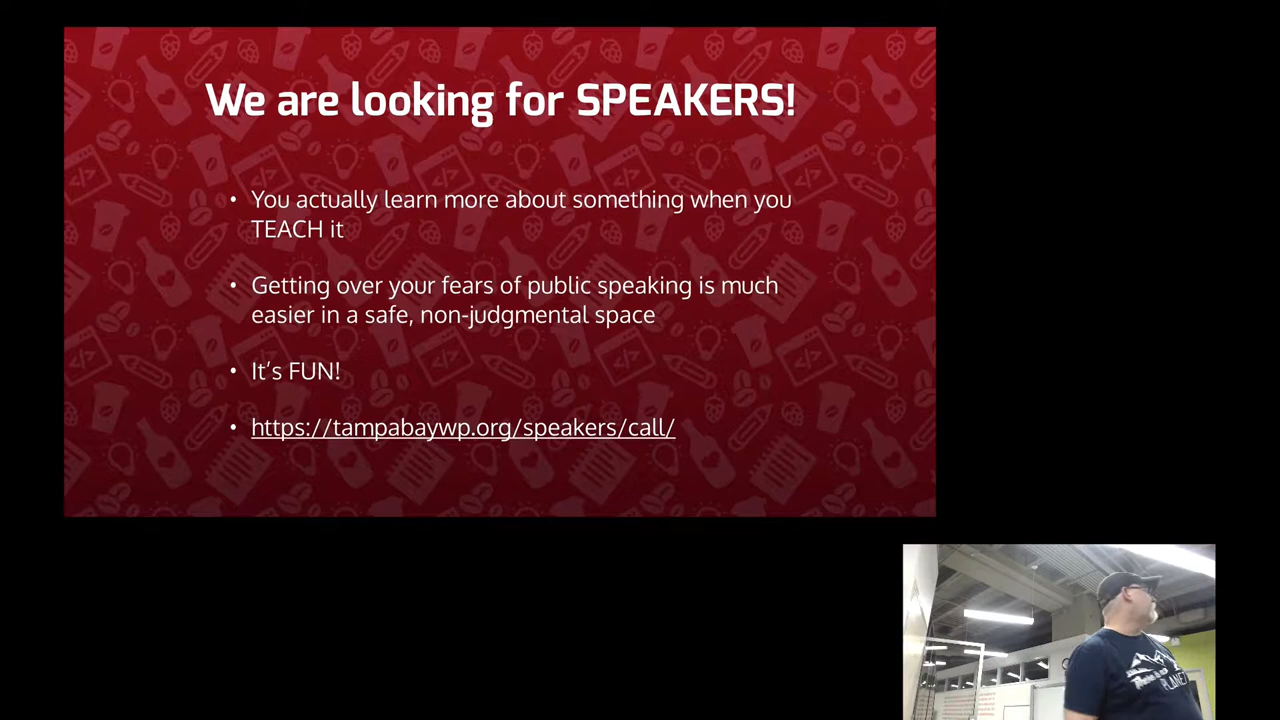 We are looking for SPEAKERS!
• You actually learn more about something when you
TEACH it
• Getting over your fears of public speaking is much
easier in a safe, non-judgmental space
• It's FUN!
• https://tampabaywp.org/speakers/call/
PLANET